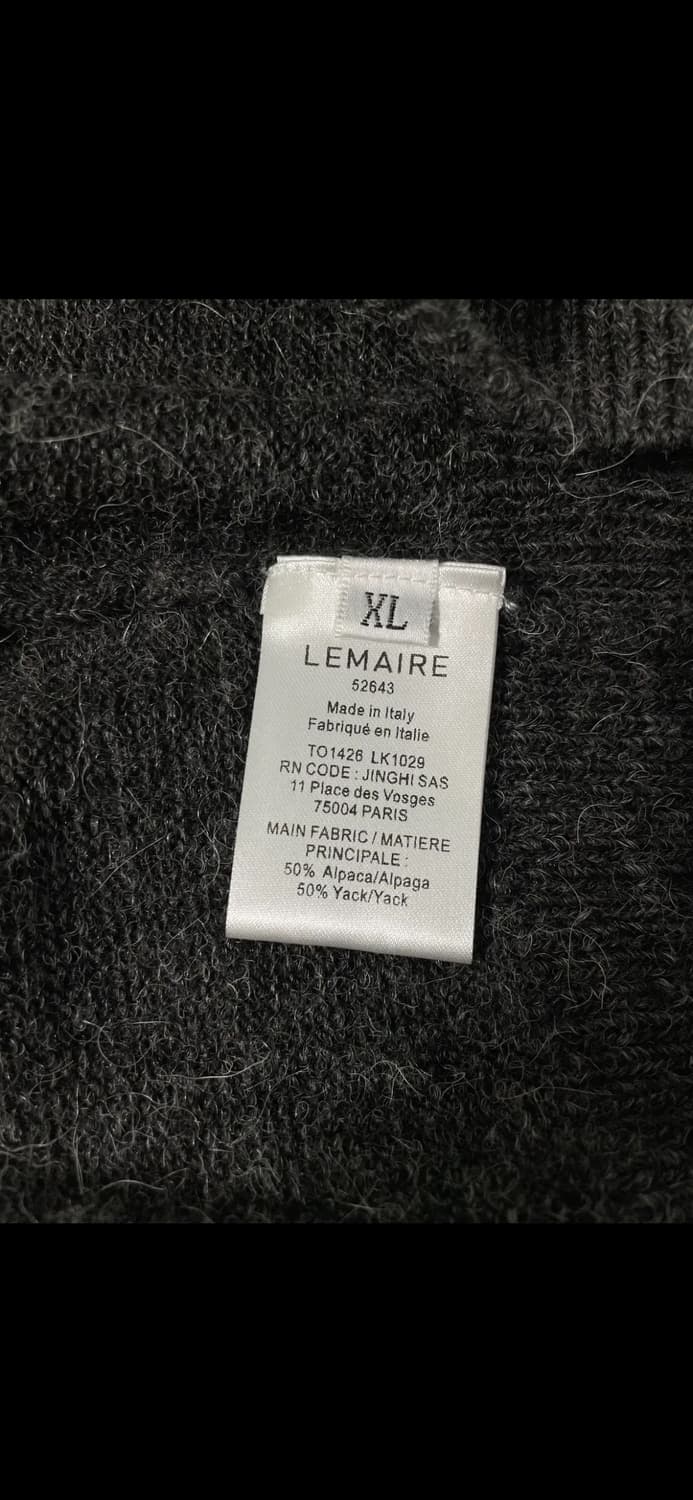 XL
LEMAIRE
52643
Made in Italy
Fabriqué en Italie
TO1426 LK1029
RN CODE : JINGHI SAS
11 Place des Vosges
75004 PARIS
MAIN FABRIC / MATIERE
PRINCIPALE :
50% Alpaca/Alpaga
50% Yack/Yack